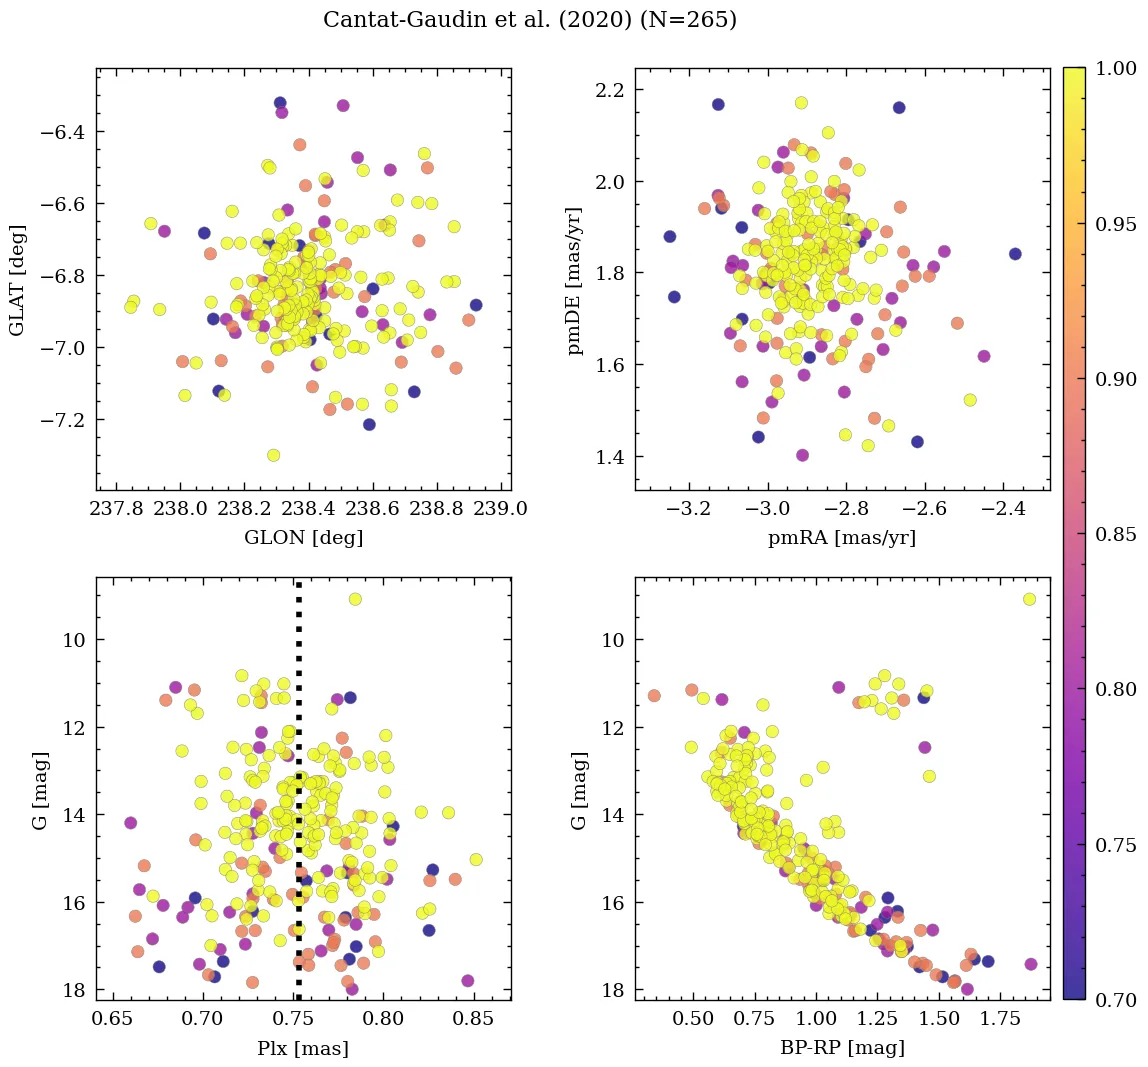 Cantat-Gaudin et al. (2020) (N=265)
−6.4
−6.6
−6.8
−7.0
−7.2
GLAT [deg]
237.8 238.0 238.2 238.4 238.6 238.8 239.0
GLON [deg]
2.2
2.0
1.8
1.6
1.4
pmDE [mas/yr]
−3.2 −3.0 −2.8 −2.6 −2.4
pmRA [mas/yr]
1.00
0.95
0.90
0.85
0.80
0.75
0.70
10
12
14
16
18
G [mag]
0.65 0.70 0.75 0.80 0.85
Plx [mas]
10
12
14
16
18
G [mag]
0.50 0.75 1.00 1.25 1.50 1.75
BP-RP [mag]